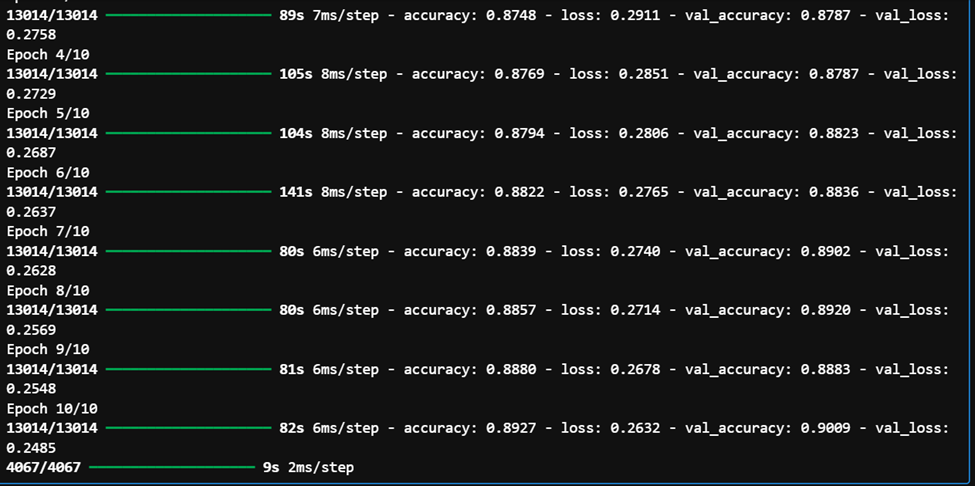 13014/13014 ━━━━━━━━━━━━━━━━━━━━ 89s 7ms/step - accuracy: 0.8748 - loss: 0.2911 - val_accuracy: 0.8787 - val_loss:
0.2758
Epoch 4/10
13014/13014 ━━━━━━━━━━━━━━━━━━━━ 105s 8ms/step - accuracy: 0.8769 - loss: 0.2851 - val_accuracy: 0.8787 - val_loss:
0.2729
Epoch 5/10
13014/13014 ━━━━━━━━━━━━━━━━━━━━ 104s 8ms/step - accuracy: 0.8794 - loss: 0.2806 - val_accuracy: 0.8823 - val_loss:
0.2687
Epoch 6/10
13014/13014 ━━━━━━━━━━━━━━━━━━━━ 141s 8ms/step - accuracy: 0.8822 - loss: 0.2765 - val_accuracy: 0.8836 - val_loss:
0.2637
Epoch 7/10
13014/13014 ━━━━━━━━━━━━━━━━━━━━ 80s 6ms/step - accuracy: 0.8839 - loss: 0.2740 - val_accuracy: 0.8902 - val_loss:
0.2628
Epoch 8/10
13014/13014 ━━━━━━━━━━━━━━━━━━━━ 80s 6ms/step - accuracy: 0.8857 - loss: 0.2714 - val_accuracy: 0.8920 - val_loss:
0.2569
Epoch 9/10
13014/13014 ━━━━━━━━━━━━━━━━━━━━ 81s 6ms/step - accuracy: 0.8880 - loss: 0.2678 - val_accuracy: 0.8883 - val_loss:
0.2548
Epoch 10/10
13014/13014 ━━━━━━━━━━━━━━━━━━━━ 82s 6ms/step - accuracy: 0.8927 - loss: 0.2632 - val_accuracy: 0.9009 - val_loss:
0.2485
4067/4067 ━━━━━━━━━━━━━━━━━━━━ 9s 2ms/step